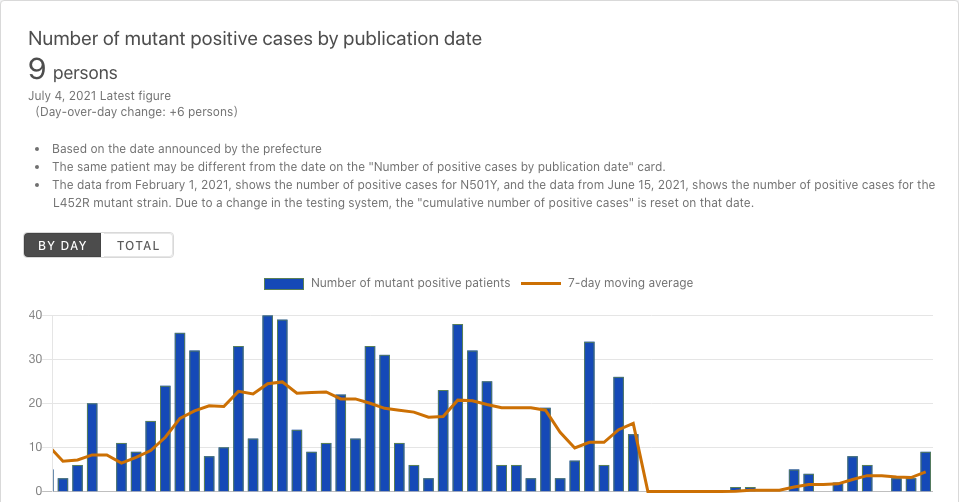 Number of mutant positive cases by publication date
9 persons
July 4, 2021 Latest figure
(Day-over-day change: +6 persons)
• Based on the date announced by the prefecture
• The same patient may be different from the date on the "Number of positive cases by publication date" card.
• The data from February 1, 2021, shows the number of positive cases for N501Y, and the data from June 15, 2021, shows the number of positive cases for the
L452R mutant strain. Due to a change in the testing system, the "cumulative number of positive cases" is reset on that date.
BY DAY TOTAL
Number of mutant positive patients 7-day moving average
40
30
20
10
0